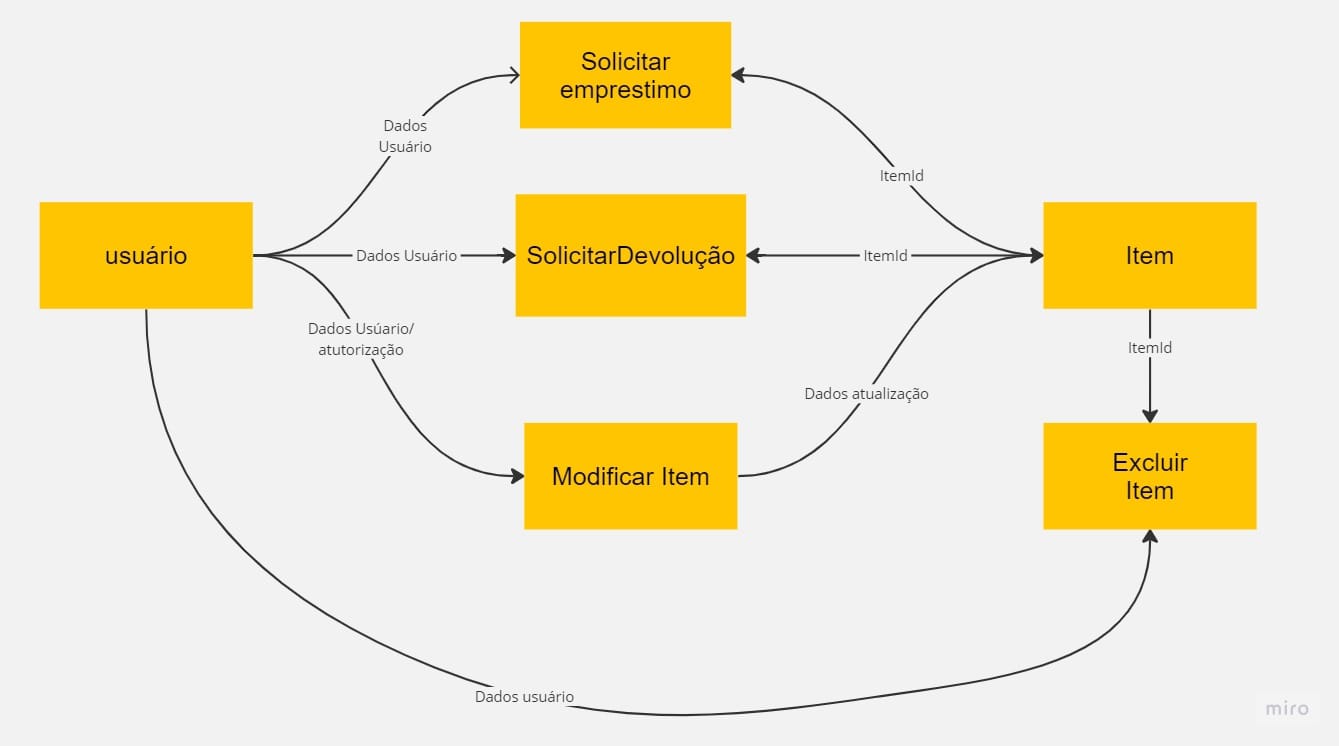 Solicitar
emprestimo
Dados
Usuário
ItemId
usuário
Dados Usuário
SolicitarDevolução
ItemId
Item
Dados Usúario/
atutorização
ItemId
Dados atualização
Modificar Item
Excluir
Item
Dados usuário
miro